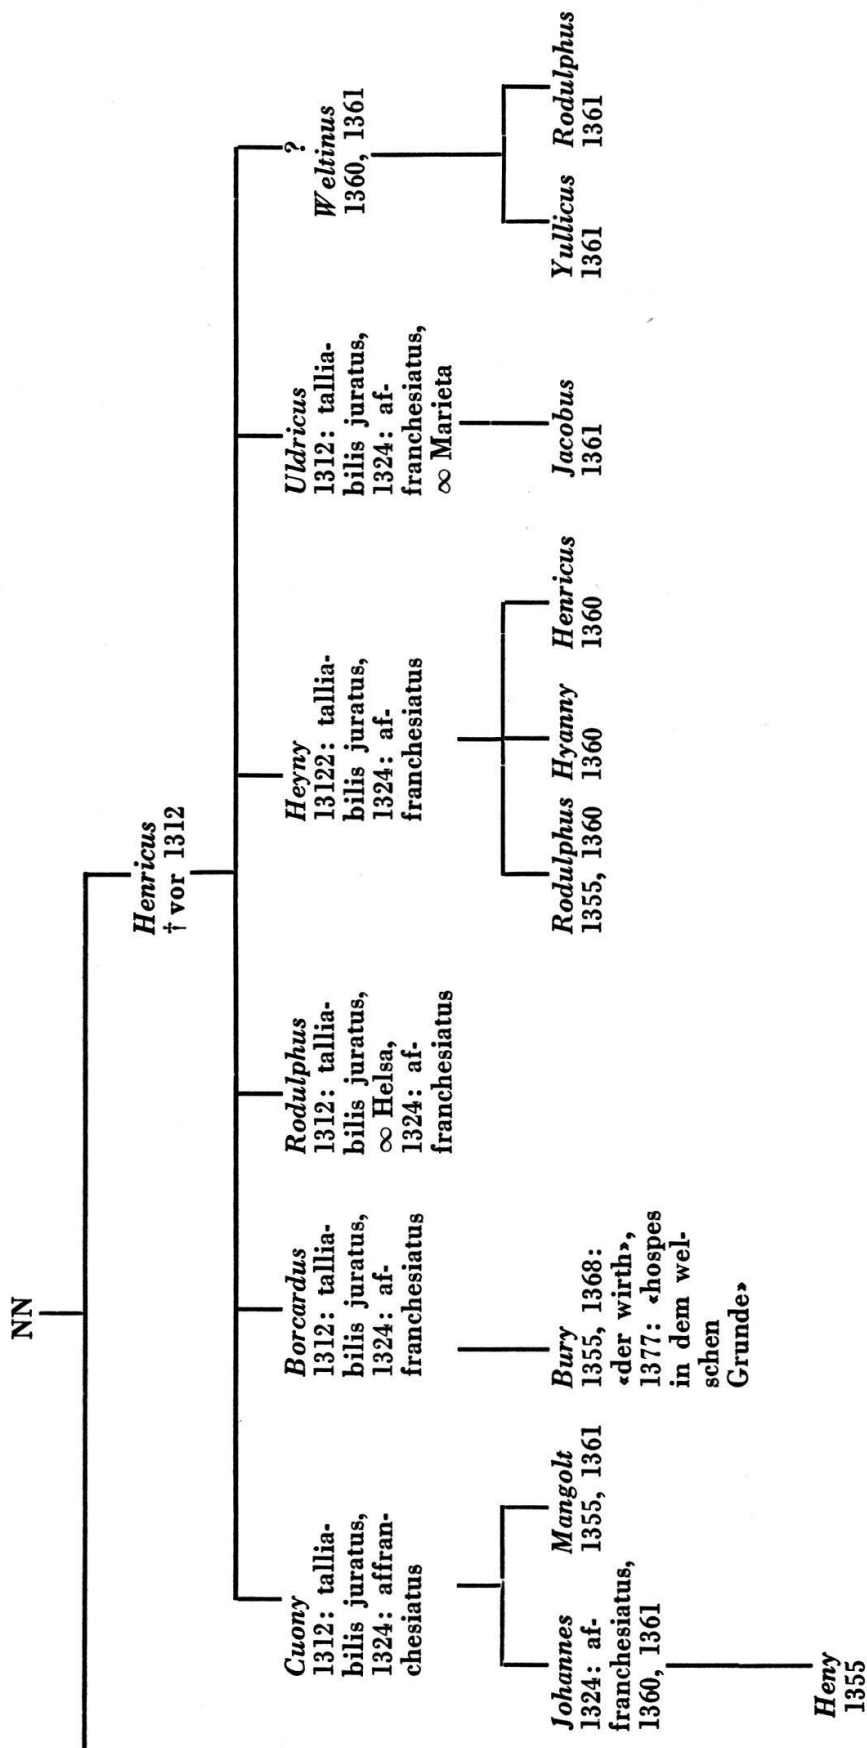 NN
Henricus
† vor 1312
Cuony
1312: tallia-
bilis juratus,
1324: affran-
chesiatus
Borcardus
1312: tallia-
bilis juratus,
1324: af-
franchesiatus
Rodulphus
1312: tallia-
bilis juratus,
∞ Helsa,
1324: af-
franchesiatus
Heyny
13122: tallia-
bilis juratus,
1324: af-
franchesiatus
Uldricus
1312: tallia-
bilis juratus,
1324: af-
franchesiatus,
∞ Marieta
?
Weltinus
1360, 1361
Johannes
1324: af-
franchesiatus,
1360, 1361
Mangolt
1355, 1361
Bury
1355, 1368:
«der wirth»,
1377: «hospes
in dem wel-
schen
Grunde»
Rodulphus
1355, 1360
Hyanny
1360
Henricus
1360
Jacobus
1361
Yullicus
1361
Rodulphus
1361
Heny
1355